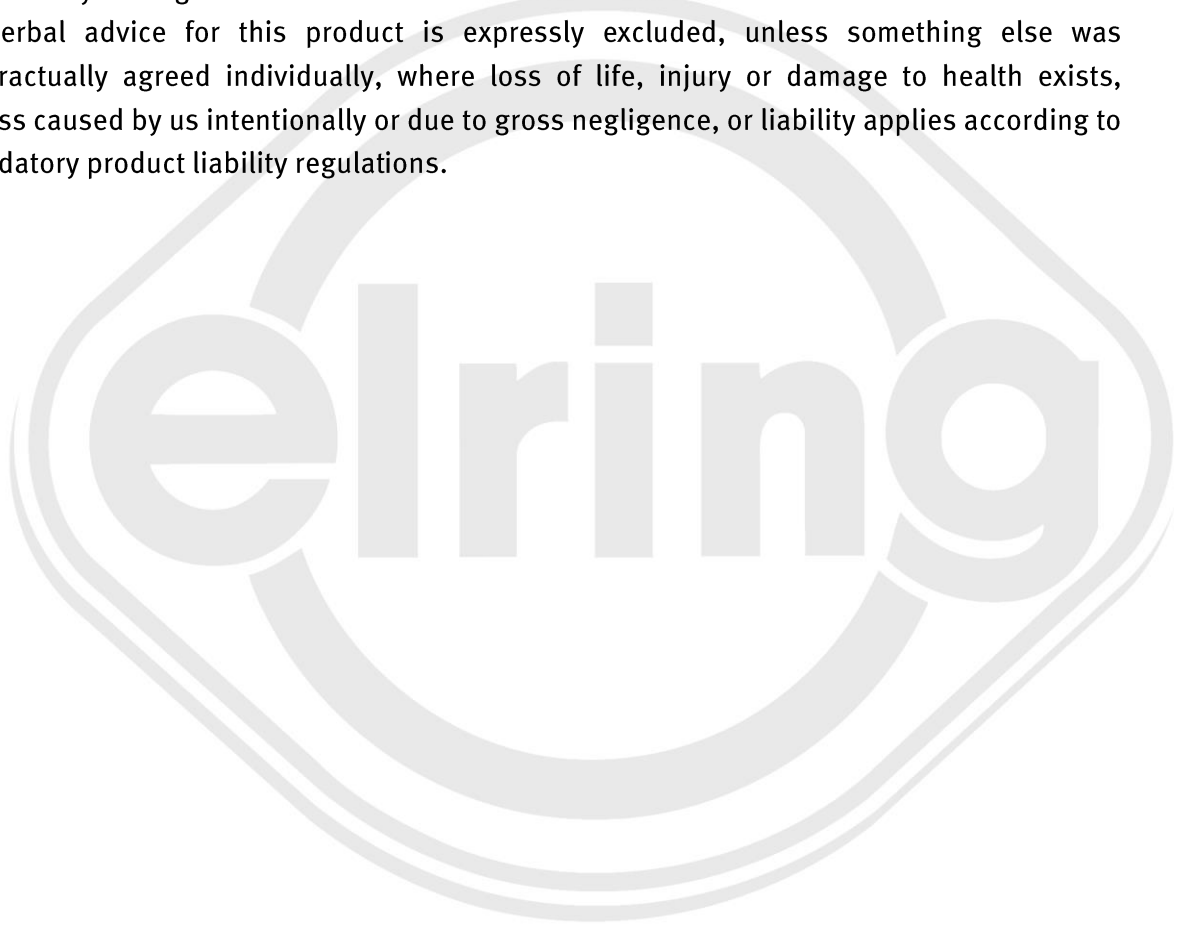 erbal advice for this product is expressly excluded, unless something else was
ractually agreed individually, where loss of life, injury or damage to health exists,
ss caused by us intentionally or due to gross negligence, or liability applies according to
datory product liability regulations.
elring